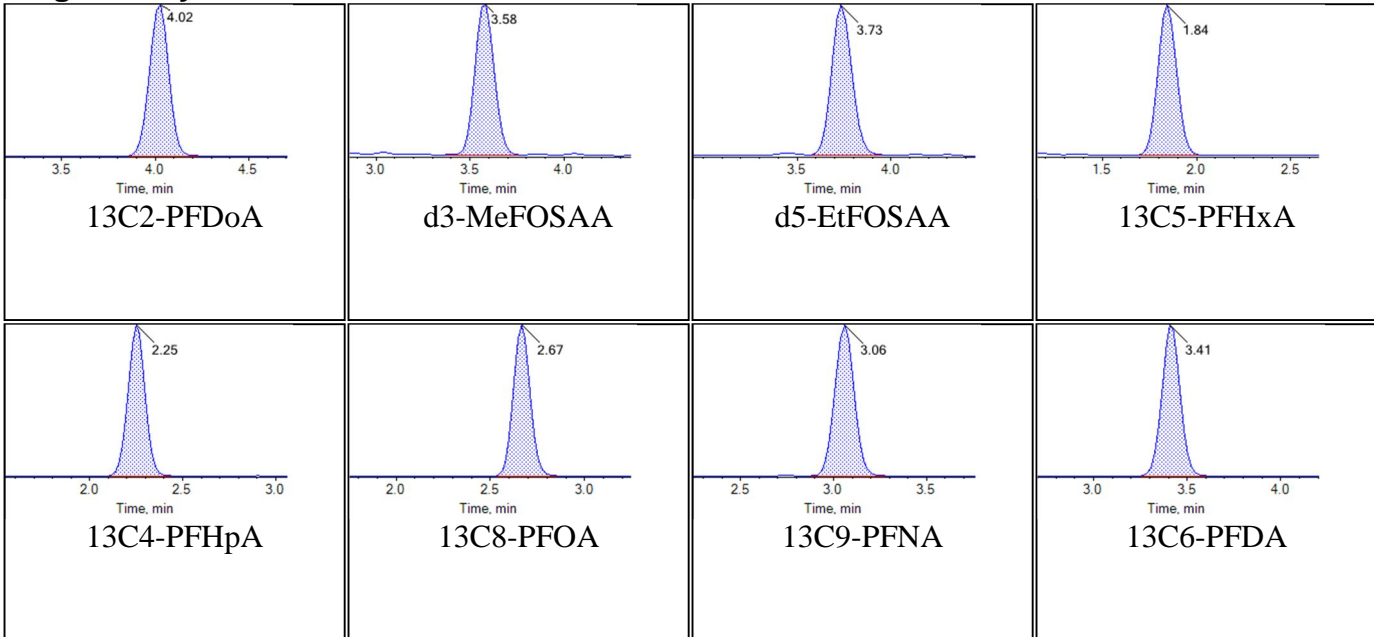 4.02
3.5 4.0 4.5
Time, min
13C2-PFDoA
3.58
3.0 3.5 4.0
Time, min
d3-MeFOSAA
3.73
3.5 4.0
Time, min
d5-EtFOSAA
1.84
1.5 2.0 2.5
Time, min
13C5-PFHxA
2.25
2.0 2.5 3.0
Time, min
13C4-PFHpA
2.67
2.0 2.5 3.0
Time, min
13C8-PFOA
3.06
2.5 3.0 3.5
Time, min
13C9-PFNA
3.41
3.0 3.5 4.0
Time, min
13C6-PFDA